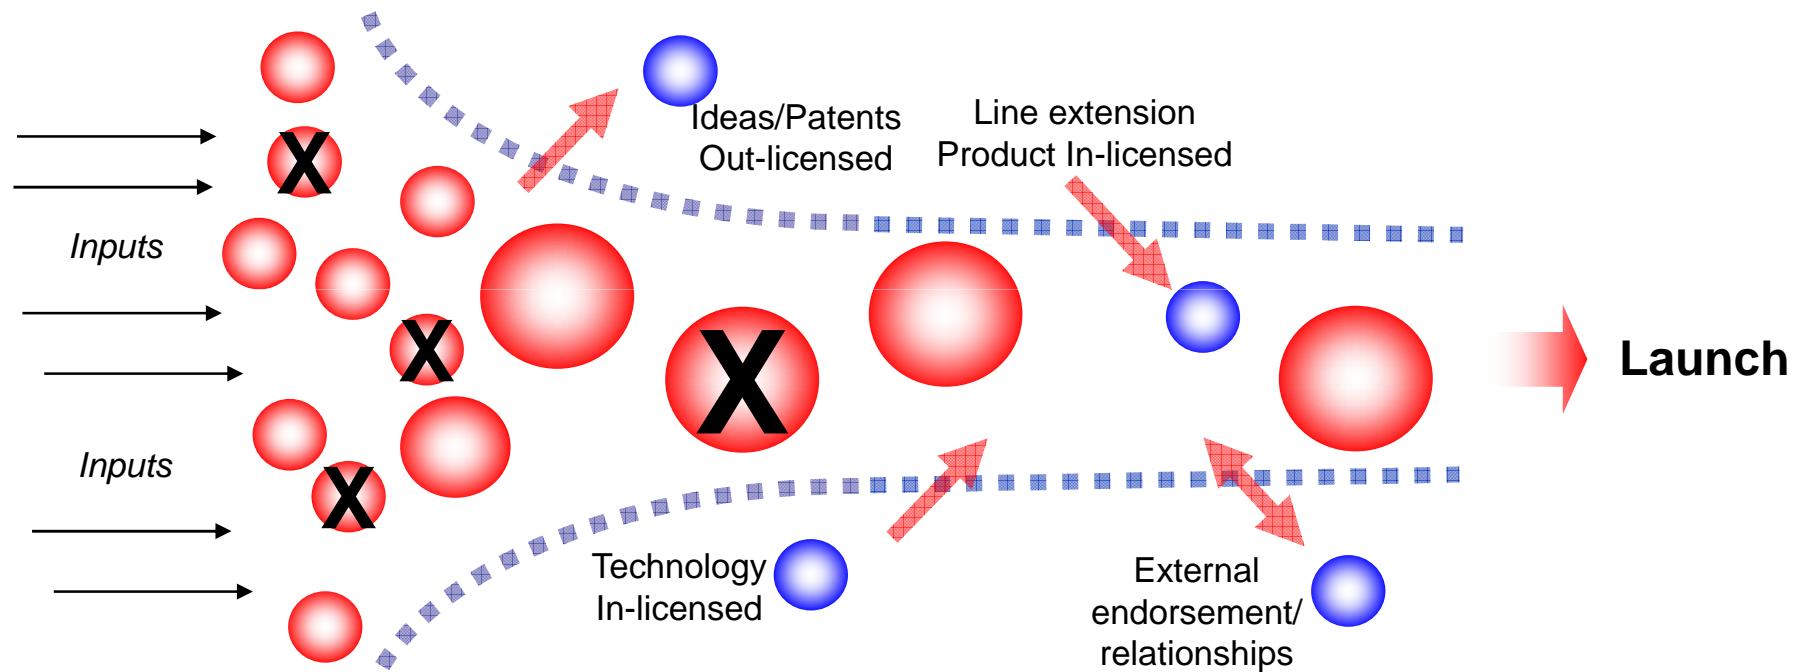 X
Ideas/Patents
Out-licensed
Line extension
Product In-licensed
Inputs
X
X
Launch
Inputs
X
Technology
In-licensed
External
endorsement/
relationships